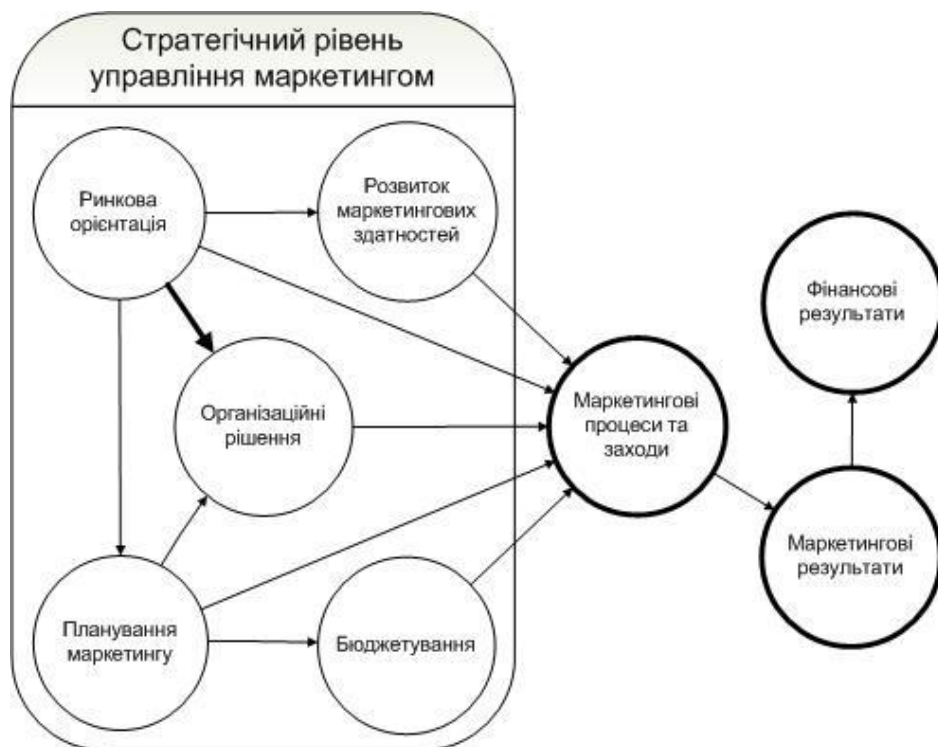 Стратегічний рівень
управління маркетингом
Ринкова
орієнтація
Розвиток
маркетингових
здатностей
Фінансові
результати
Організаційні
рішення
Маркетингові
процеси та
заходи
Маркетингові
результати
Планування
маркетингу
Бюджетування